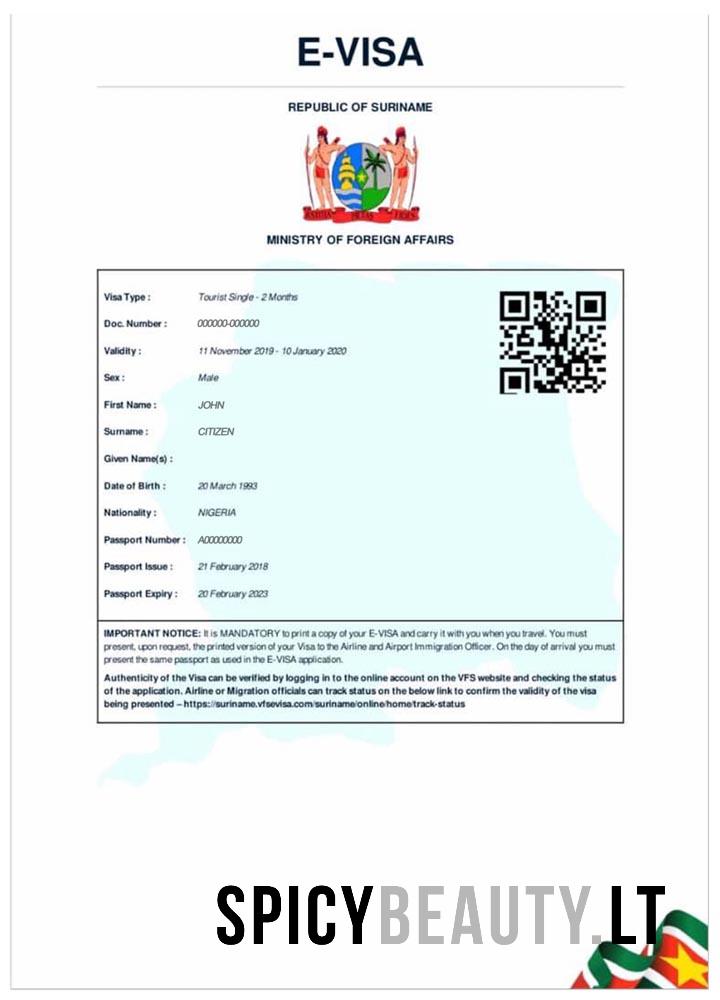 E-VISA
REPUBLIC OF SURINAME
JUSTITIA PIETAS FIDES
MINISTRY OF FOREIGN AFFAIRS
Visa Type : Tourist Single - 2 Months
Doc. Number : 000000-000000
Validity : 11 November 2019 - 10 January 2020
Sex : Male
First Name : JOHN
Surname : CITIZEN
Given Name(s) :
Date of Birth : 20 March 1993
Nationality : NIGERIA
Passport Number : A00000000
Passport Issue : 21 February 2018
Passport Expiry : 20 February 2023
IMPORTANT NOTICE: It is MANDATORY to print a copy of your E-VISA and carry it with you when you travel. You must
present, upon request, the printed version of your Visa to the Airline and Airport Immigration Officer. On the day of arrival you must
present the same passport as used in the E-VISA application.
Authenticity of the Visa can be verified by logging in to the online account on the VFS website and checking the status
of the application. Airline or Migration officials can track status on the below link to confirm the validity of the visa
being presented – https://suriname.vfsevisa.com/suriname/online/home/track-status
SPICYBEAUTY.LT